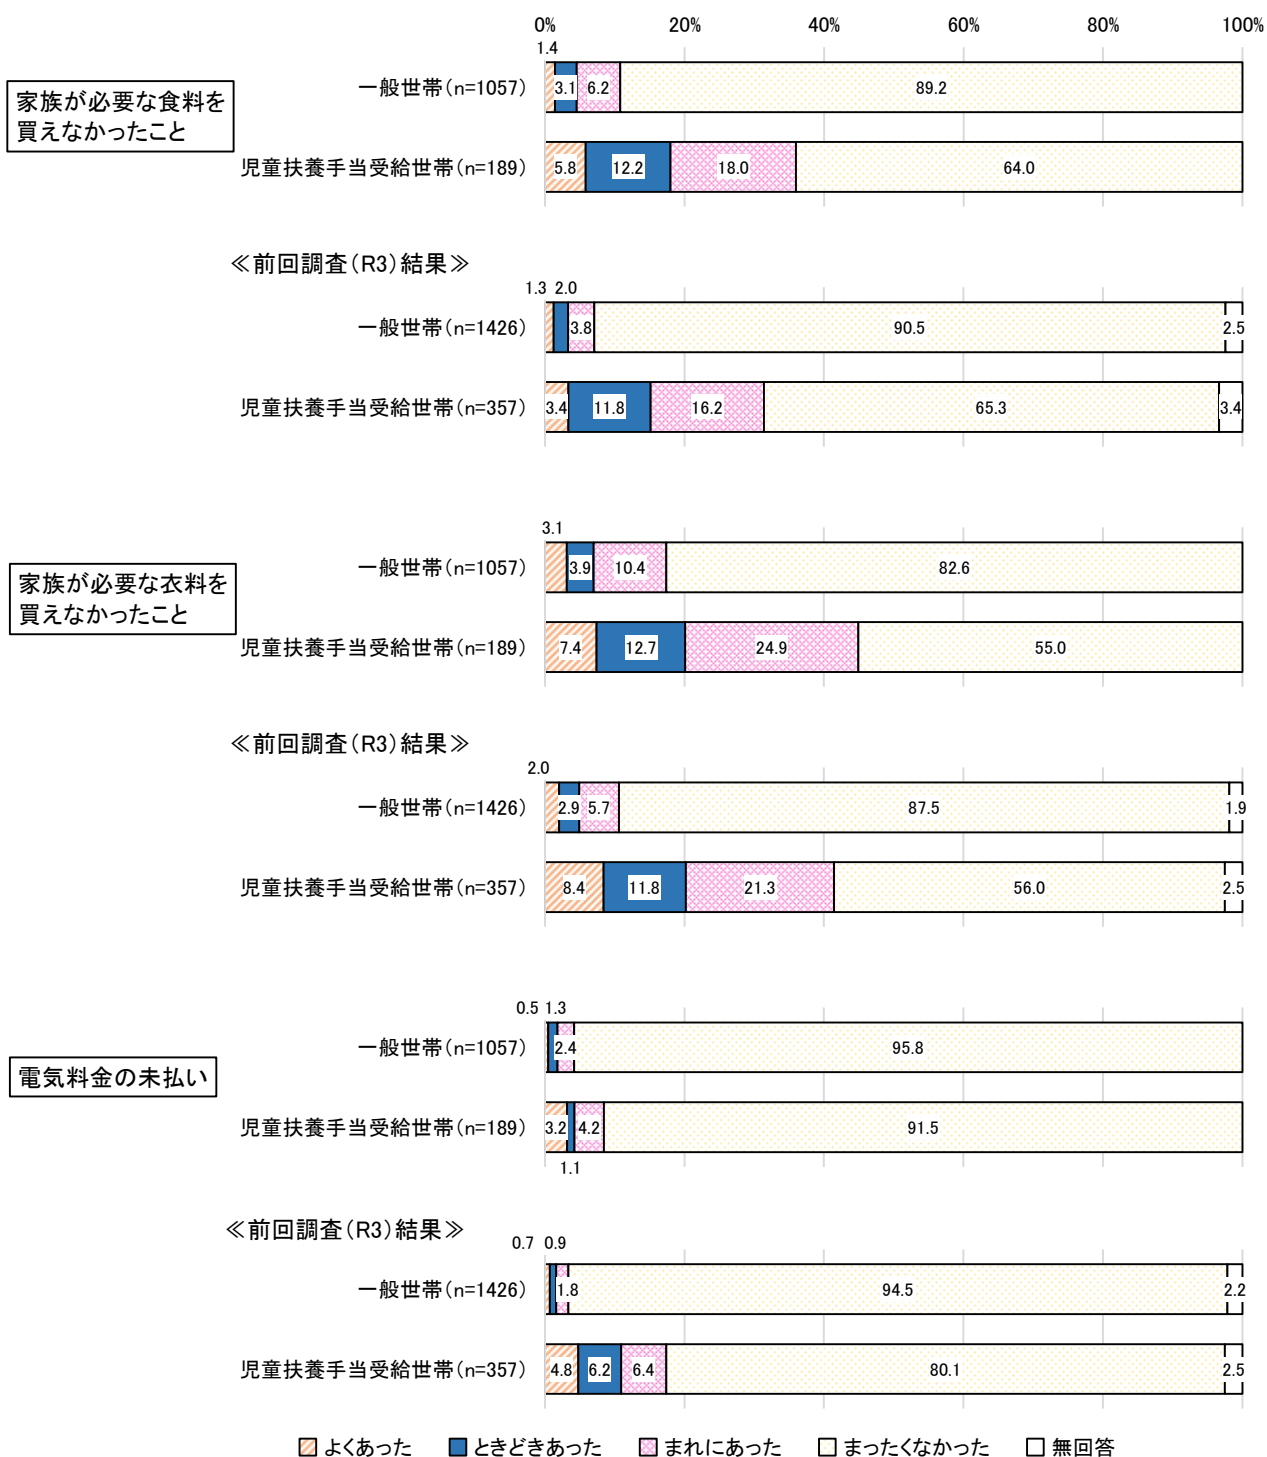 0% 20% 40% 60% 80% 100%
家族が必要な食料を
買えなかったこと
1.4
一般世帯(n=1057) 3.1 6.2 89.2
児童扶養手当受給世帯(n=189) 5.8 12.2 18.0 64.0
≪前回調査(R3)結果≫
1.3 2.0
一般世帯(n=1426) 3.8 90.5 2.5
児童扶養手当受給世帯(n=357) 3.4 11.8 16.2 65.3 3.4
家族が必要な衣料を
買えなかったこと
3.1
一般世帯(n=1057) 3.9 10.4 82.6
児童扶養手当受給世帯(n=189) 7.4 12.7 24.9 55.0
≪前回調査(R3)結果≫
2.0
一般世帯(n=1426) 2.9 5.7 87.5 1.9
児童扶養手当受給世帯(n=357) 8.4 11.8 21.3 56.0 2.5
電気料金の未払い
0.5 1.3
一般世帯(n=1057) 2.4 95.8
児童扶養手当受給世帯(n=189) 3.2 4.2 91.5
1.1
≪前回調査(R3)結果≫
0.7 0.9
一般世帯(n=1426) 1.8 94.5 2.2
児童扶養手当受給世帯(n=357) 4.8 6.2 6.4 80.1 2.5
よくあった ときどきあった まれにあった まったくなかった 無回答